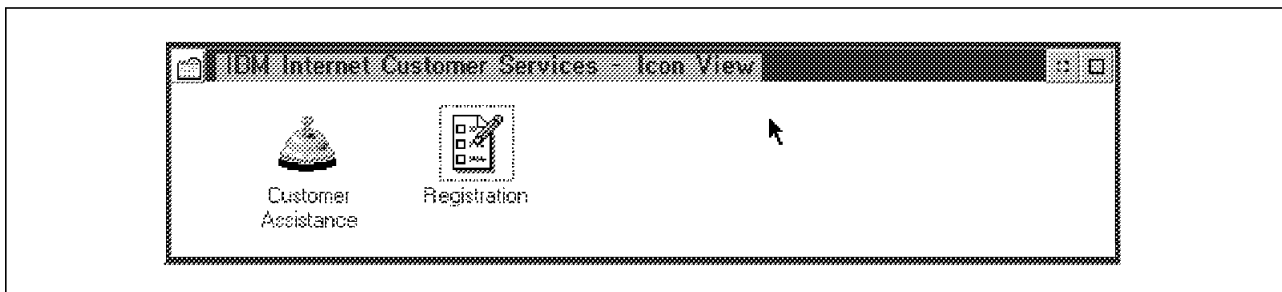 IBM Internet Customer Services - Icon View
Customer
Assistance
Registration